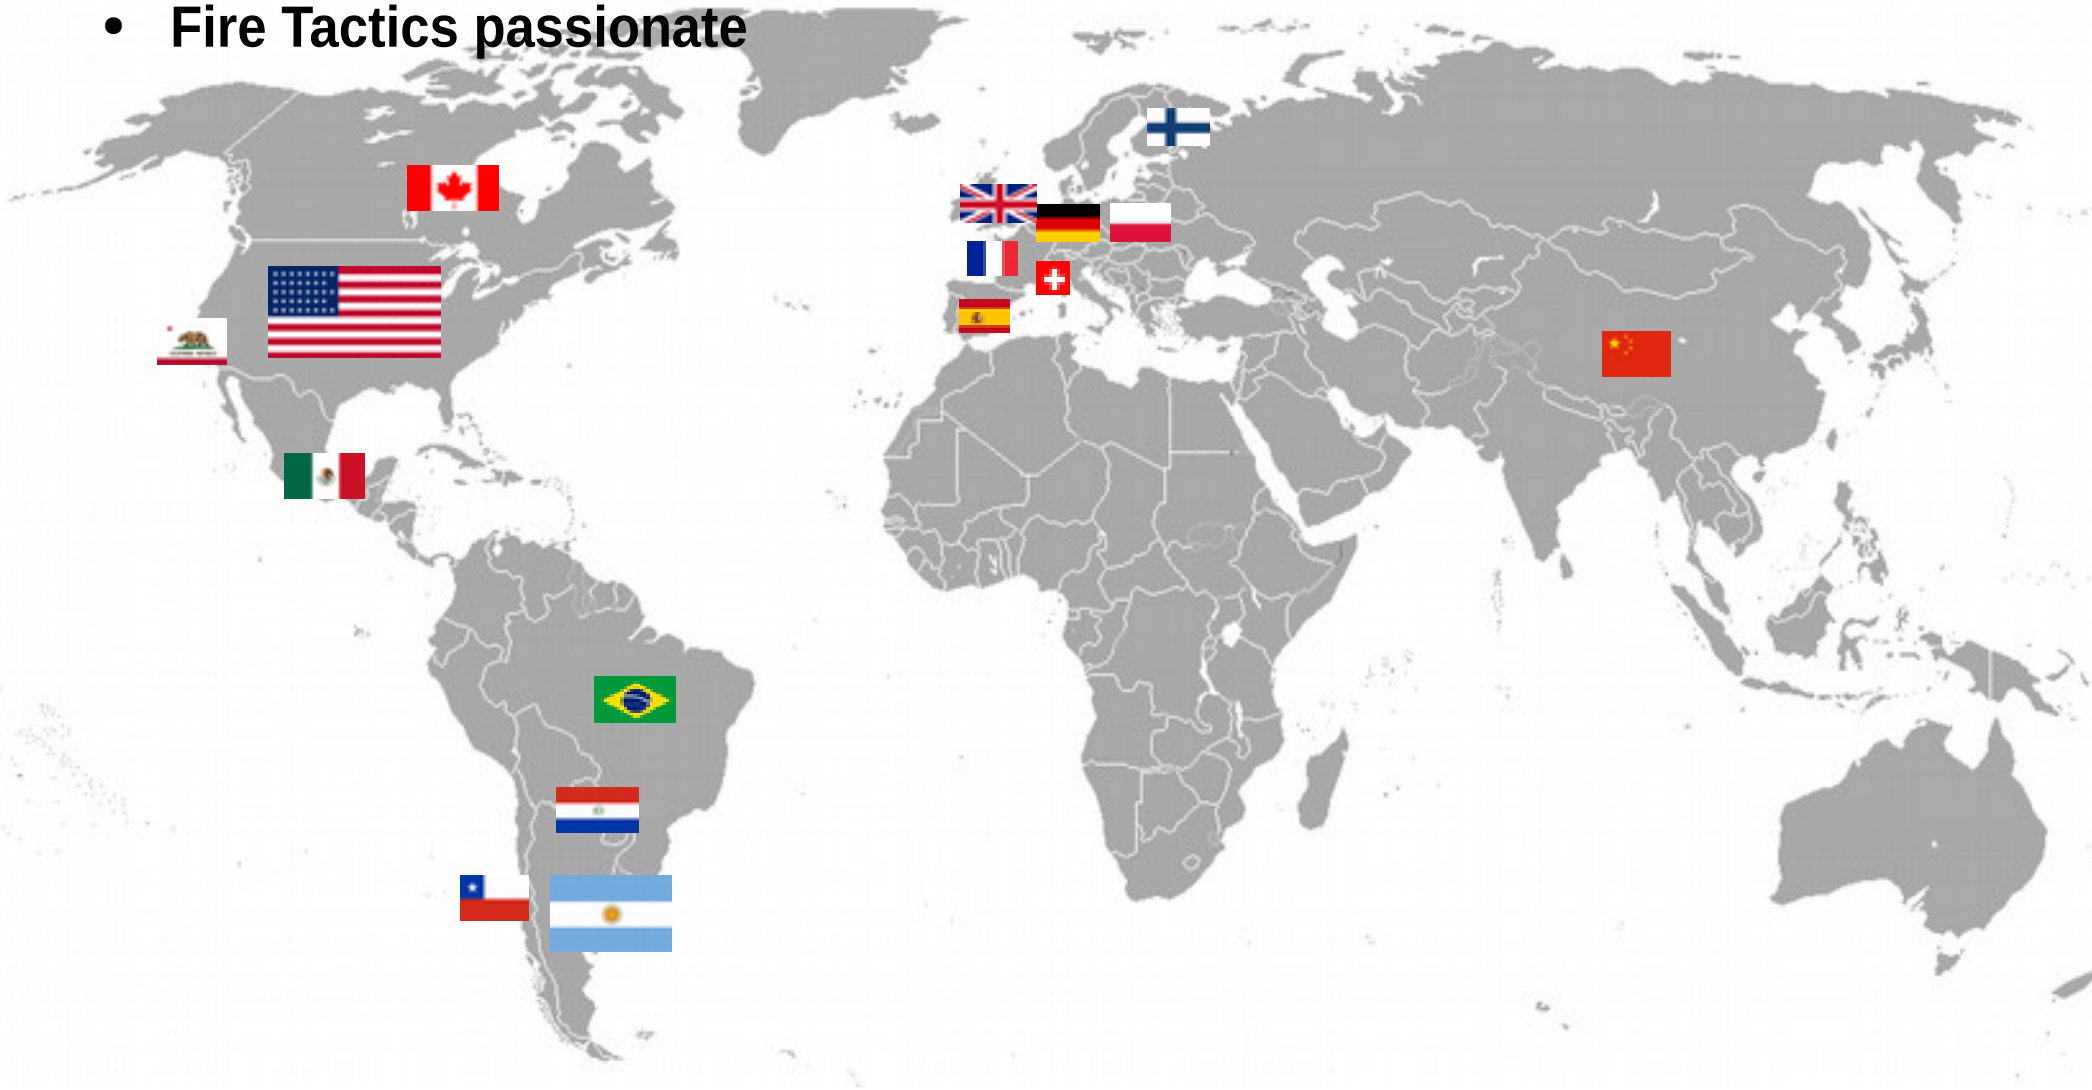 • Fire Tactics passionate